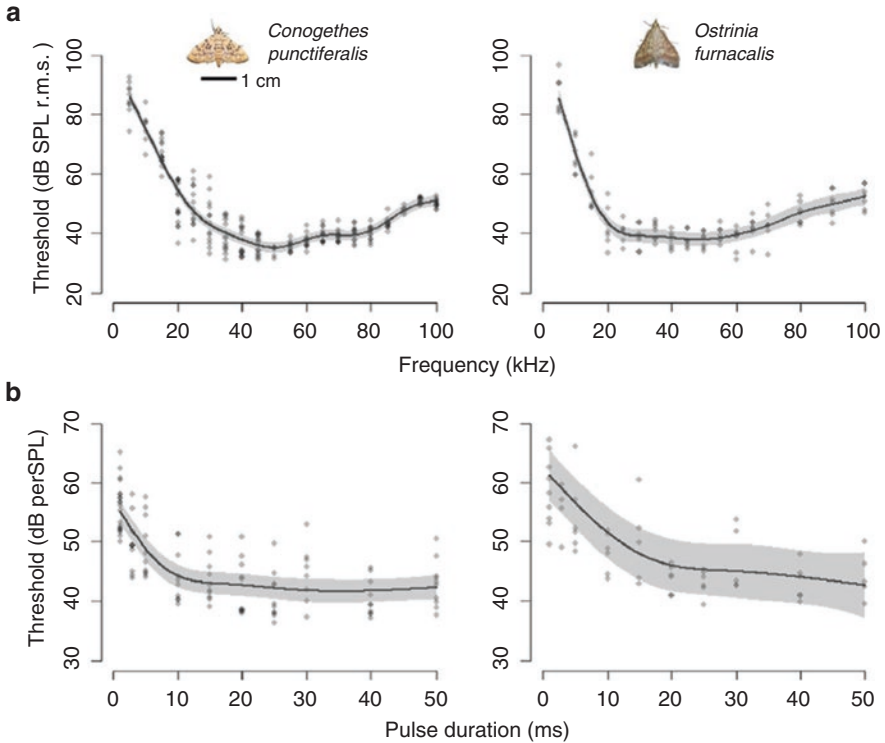 a
Conogethes
punctiferalis
1 cm
Ostrinia
furnacalis
Threshold (dB SPL r.m.s. )
100
80
60
40
20
0 20 40 60 80 100
100
80
60
40
20
0 20 40 60 80 100
Frequency (kHz)
b
Threshold (dB perSPL)
70
60
50
40
30
0 10 20 30 40 50
70
60
50
40
30
0 10 20 30 40 50
Pulse duration (ms)